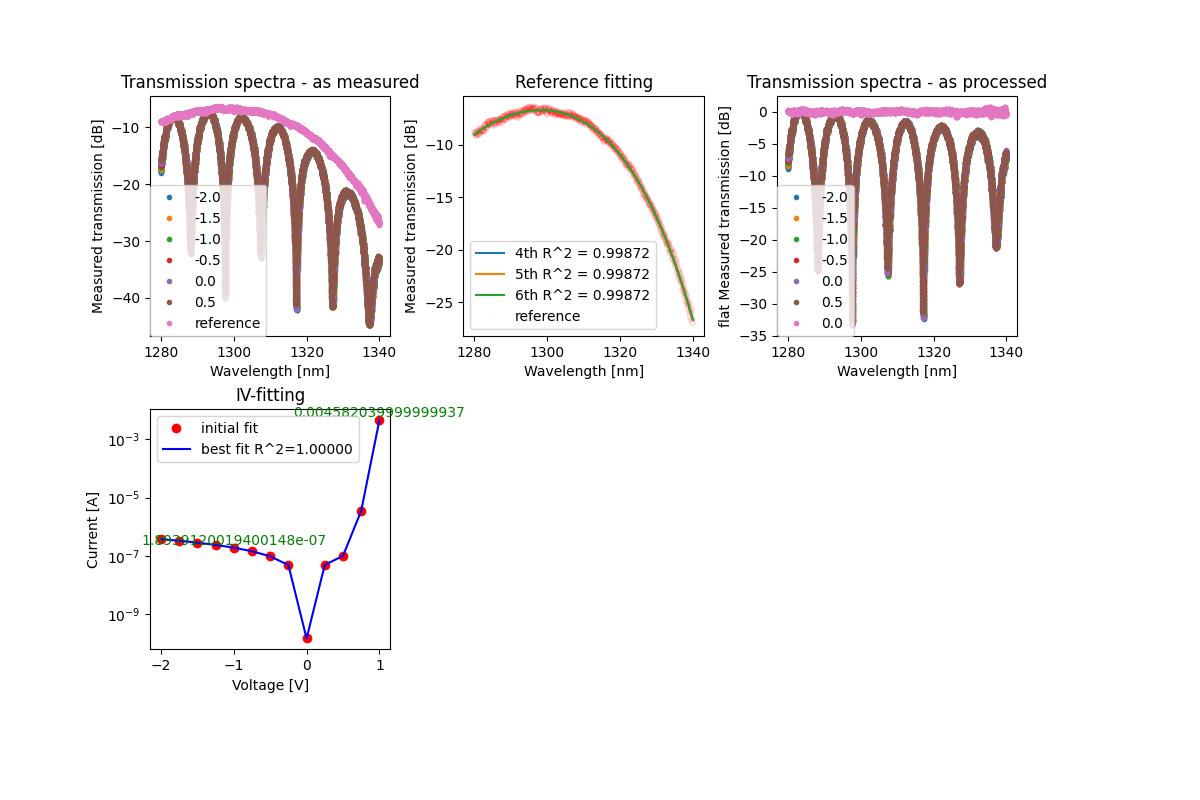 Transmission spectra - as measured
Measured transmission [dB]
−10
−20
−30
−40
-2.0
-1.5
-1.0
-0.5
0.0
0.5
reference
1280
1300
1320
1340
Wavelength [nm]
Reference fitting
Measured transmission [dB]
−10
−15
−20
−25
4th R^2 = 0.99872
5th R^2 = 0.99872
6th R^2 = 0.99872
reference
1280
1300
1320
1340
Wavelength [nm]
Transmission spectra - as processed
flat Measured transmission [dB]
0
−5
−10
−15
−20
−25
−30
−35
-2.0
-1.5
-1.0
-0.5
0.0
0.5
0.0
1280
1300
1320
1340
Wavelength [nm]
IV-fitting
0.004582039999999937
initial fit
best fit R^2=1.00000
Current [A]
10−3
10−5
10−7
10−9
−2
−1
0
1
Voltage [V]